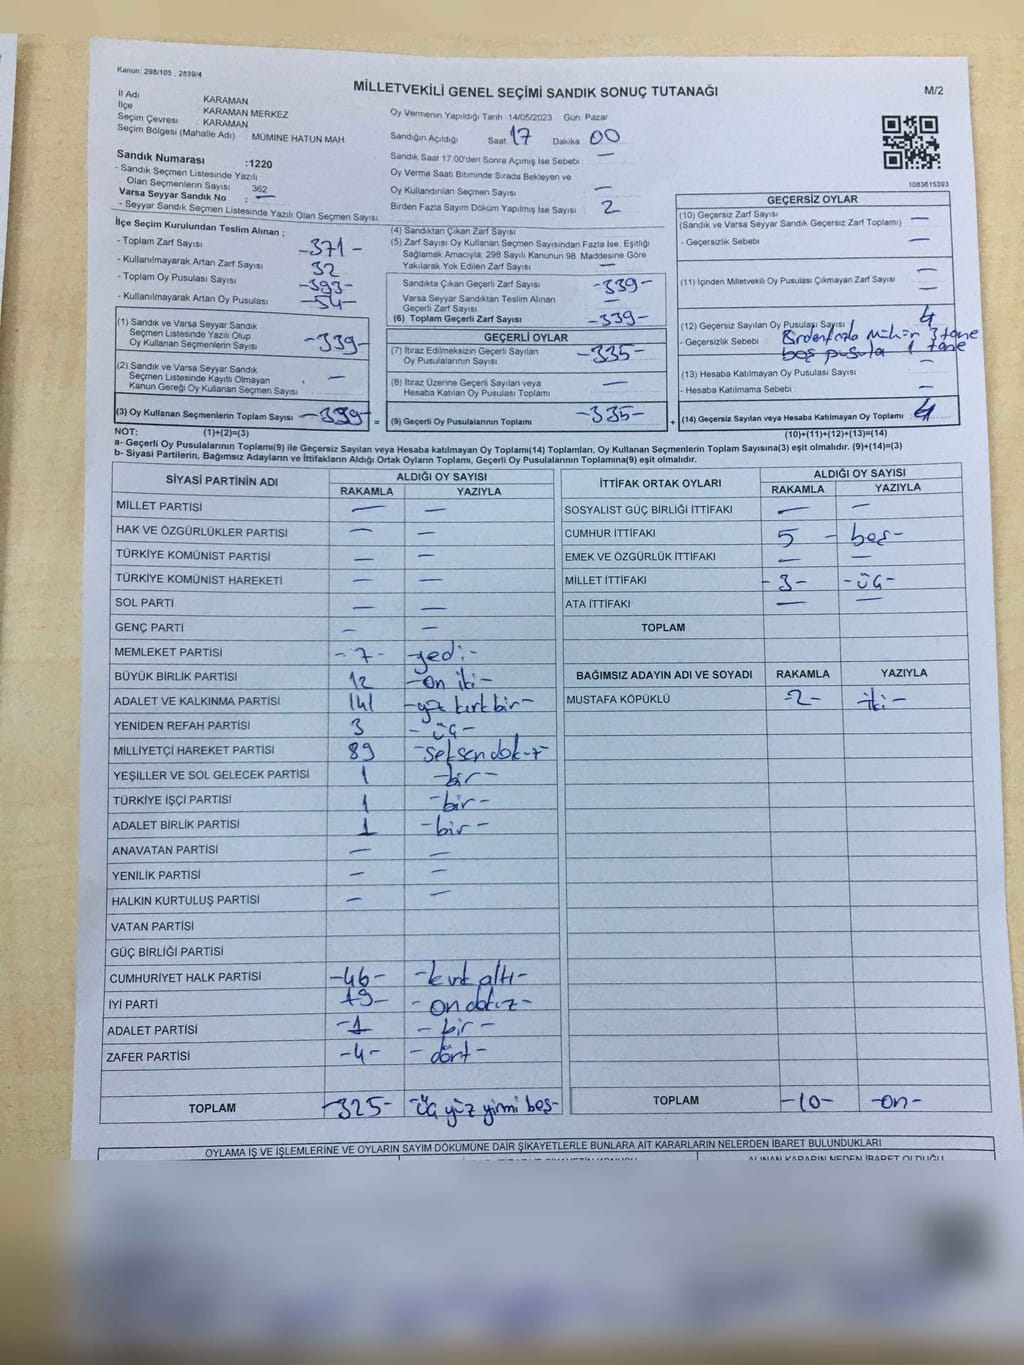 Kanun: 298/105 , 2839/4
MİLLETVEKİLİ GENEL SEÇİMİ SANDIK SONUÇ TUTANAĞI
M/2
İl Adı KARAMAN
İlçe KARAMAN MERKEZ
Seçim Çevresi : KARAMAN
Seçim Bölgesi (Mahalle Adı) MÜMİNE HATUN MAH.
Sandık Numarası :1220
- Sandık Seçmen Listesinde Yazılı
Olan Seçmenlerin Sayısı : 362
Varsa Seyyar Sandık No : —
- Seyyar Sandık Seçmen Listesinde Yazılı Olan Seçmen Sayısı
Oy Vermenin Yapıldığı Tarih 14/05/2023 Gün: Pazar
Sandığın Açıldığı Saat 17 Dakika 00
Sandık Saat 17:00'den Sonra Açımış İse Sebebi —
Oy Verme Saati Bitiminde Sırada Bekleyen ve
Oy Kullandırılan Seçmen Sayısı —
Birden Fazla Sayım Döküm Yapılmış İse Sayısı 2
1083615393
İlçe Seçim Kurulundan Teslim Alınan ;
- Toplam Zarf Sayısı -371-
- Kullanılmayarak Artan Zarf Sayısı 32
- Toplam Oy Pusulası Sayısı -393-
- Kullanılmayarak Artan Oy Pusulası -54-
(1) Sandık ve Varsa Seyyar Sandık
Seçmen Listesinde Yazılı Olup
Oy Kullanan Seçmenlerin Sayısı -339-
(2) Sandık ve Varsa Seyyar Sandık
Seçmen Listesinde Kayıtlı Olmayan
Kanun Gereği Oy Kullanan Seçmen Sayısı —
(3) Oy Kullanan Seçmenlerin Toplam Sayısı -339-
(4) Sandıktan Çıkan Zarf Sayısı
(5) Zarf Sayısı Oy Kullanan Seçmen Sayısından Fazla İse, Eşitliği
Sağlamak Amacıyla, 298 Sayılı Kanunun 98. Maddesine Göre
Yakılarak Yok Edilen Zarf Sayısı —
Sandıkta Çıkan Geçerli Zarf Sayısı -339-
Varsa Seyyar Sandıktan Teslim Alınan
Geçerli Zarf Sayısı —
(6) Toplam Geçerli Zarf Sayısı -339-
GEÇERLİ OYLAR
(7) İtiraz Edilmeksizin Geçerli Sayılan
Oy Pusulalarının Sayısı -335-
(8) İtiraz Üzerine Geçerli Sayılan veya
Hesaba Katılan Oy Pusulası Toplamı —
= (9) Geçerli Oy Pusulalarının Toplamı -335-
GEÇERSİZ OYLAR
(10) Geçersiz Zarf Sayısı
(Sandık ve Varsa Seyyar Sandık Geçersiz Zarf Toplamı) —
- Geçersizlik Sebebi —
(11) İçinden Milletvekili Oy Pusulası Çıkmayan Zarf Sayısı —
(12) Geçersiz Sayılan Oy Pusulası Sayısı 4
- Geçersizlik Sebebi : Birden fazla Mühür 3 tane
boş pusula 1 tane
(13) Hesaba Katılmayan Oy Pusulası Sayısı —
- Hesaba Katılmama Sebebi : —
+ (14) Geçersiz Sayılan veya Hesaba Katılmayan Oy Toplamı 4
NOT: (1)+(2)=(3) (10)+(11)+(12)+(13)=(14)
a- Geçerli Oy Pusulalarının Toplamı(9) ile Geçersiz Sayılan veya Hesaba katılmayan Oy Toplamı(14) Toplamları, Oy Kullanan Seçmenlerin Toplam Sayısına(3) eşit olmalıdır. (9)+(14)=(3)
b- Siyasi Partilerin, Bağımsız Adayların ve İttifakların Aldığı Oyların Toplamı, Geçerli Oy Pusulalarının Toplamına(9) eşit olmalıdır.
SİYASİ PARTİNİN ADI ALDIĞI OY SAYISI
RAKAMLA YAZIYLA
MİLLET PARTİSİ — —
HAK VE ÖZGÜRLÜKLER PARTİSİ — —
TÜRKİYE KOMÜNİST PARTİSİ — —
TÜRKİYE KOMÜNİST HAREKETİ — —
SOL PARTİ — —
GENÇ PARTİ — —
MEMLEKET PARTİSİ -7- -yedi-
BÜYÜK BİRLİK PARTİSİ 12 -on iki-
ADALET VE KALKINMA PARTİSİ 141 -yüz kırk bir-
YENİDEN REFAH PARTİSİ 3 -üç-
MİLLİYETÇİ HAREKET PARTİSİ 89 -seksen dokuz-
YEŞİLLER VE SOL GELECEK PARTİSİ 1 -bir-
TÜRKİYE İŞÇİ PARTİSİ 1 -bir-
ADALET BİRLİK PARTİSİ 1 -bir-
ANAVATAN PARTİSİ — —
YENİLİK PARTİSİ — —
HALKIN KURTULUŞ PARTİSİ — —
VATAN PARTİSİ
GÜÇ BİRLİĞİ PARTİSİ
CUMHURİYET HALK PARTİSİ -46- -kırk altı-
İYİ PARTİ 19- -on dokuz-
ADALET PARTİSİ -1 -bir-
ZAFER PARTİSİ -4- -dört-
TOPLAM -325- -üç yüz yirmi beş-
İTTİFAK ORTAK OYLARI ALDIĞI OY SAYISI
RAKAMLA YAZIYLA
SOSYALIST GÜÇ BİRLİĞİ İTTİFAKI — —
CUMHUR İTTİFAKI 5 - beş-
EMEK VE ÖZGÜRLÜK İTTİFAKI —
MİLLET İTTİFAKI -3- -üç-
ATA İTTİFAKI — —
TOPLAM
BAĞIMSIZ ADAYIN ADI VE SOYADI RAKAMLA YAZIYLA
MUSTAFA KÖPÜKLÜ -2- -iki-
TOPLAM -10- -on-
OYLAMA İŞ VE İŞLEMLERİNE VE OYLARIN SAYIM DÖKÜMÜNE DAİR ŞİKAYETLERLE BUNLARA AİT KARARLARIN NELERDEN İBARET BULUNDUKLARI
ALINAN KARARIN NEDEN İBARET OLDUĞU